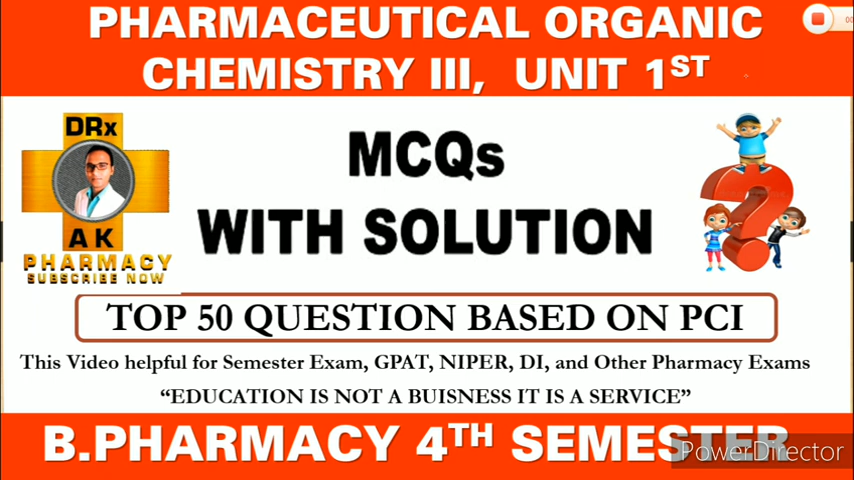 PHARMACEUTICAL ORGANIC
CHEMISTRY III, UNIT 1ST
DRx
A K
PHARMACY
SUBSCRIBE NOW
MCQs
WITH SOLUTION
TOP 50 QUESTION BASED ON PCI
This Video helpful for Semester Exam, GPAT, NIPER, DI, and Other Pharmacy Exams
“EDUCATION IS NOT A BUISNESS IT IS A SERVICE”
B.PHARMACY 4TH SEMESTER
PowerDirector